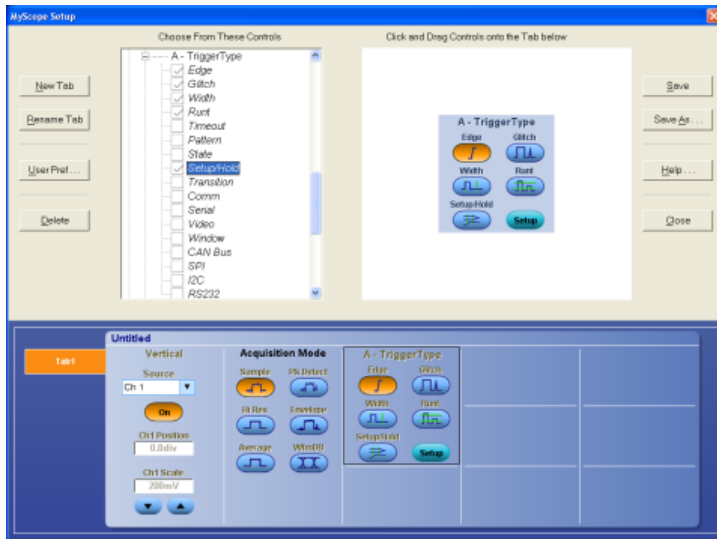 MyScope Setup
Choose From These Controls
Click and Drag Controls onto the Tab below
New Tab
Rename Tab
User Pref...
Delete
A - TriggerType
Edge
Glitch
Width
Runt
Timeout
Pattern
State
Setup/Hold
Transition
Comm
Serial
Video
Window
CAN Bus
SPI
I2C
RS232
A - TriggerType
Edge Glitch
Width Runt
Setup/Hold
Setup
Save
Save As...
Help...
Close
Tab1
Untitled
Vertical
Source
Ch 1
On
Ch1 Position
0.0div
Ch1 Scale
200mV
Acquisition Mode
Sample Pk Detect
Hi Res Envelope
Average WfmDB
A - TriggerType
Edge Glitch
Width Runt
Setup/Hold
Setup